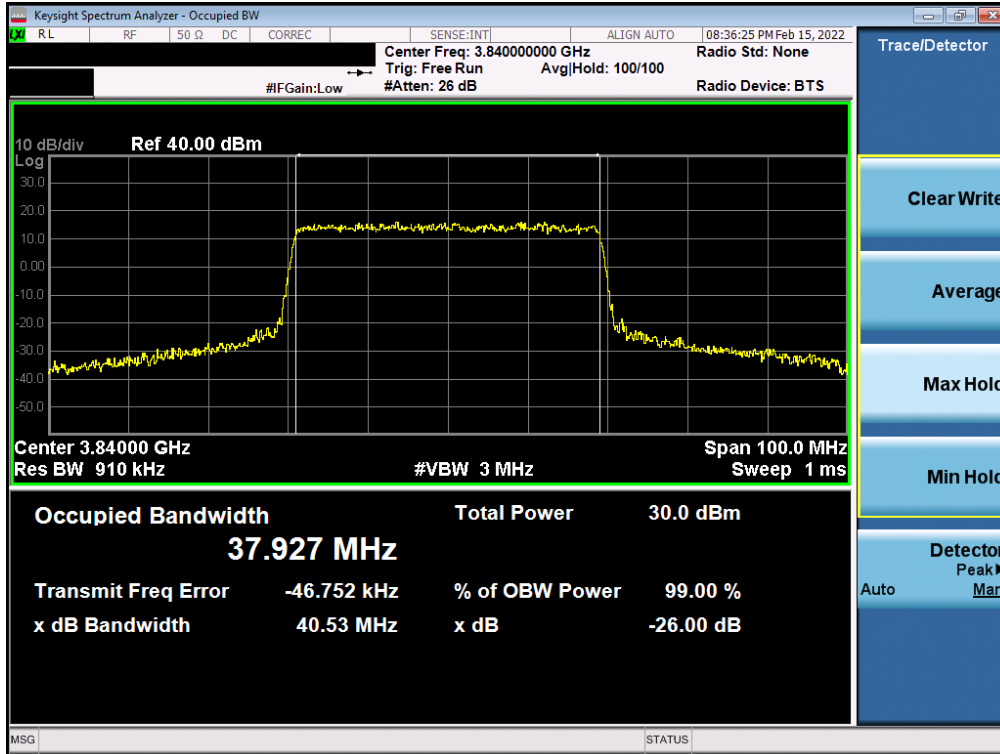 Keysight Spectrum Analyzer - Occupied BW
LXI RL RF 50 Ω DC CORREC SENSE:INT ALIGN AUTO 08:36:25 PM Feb 15, 2022
Center Freq: 3.840000000 GHz Radio Std: None
Trig: Free Run Avg|Hold: 100/100
#IFGain:Low #Atten: 26 dB Radio Device: BTS
Trace/Detector
10 dB/div Ref 40.00 dBm
Log
30.0
20.0
10.0
0.00
-10.0
-20.0
-30.0
-40.0
-50.0
Center 3.84000 GHz Span 100.0 MHz
Res BW 910 kHz #VBW 3 MHz Sweep 1 ms
Occupied Bandwidth Total Power 30.0 dBm
37.927 MHz
Transmit Freq Error -46.752 kHz % of OBW Power 99.00 %
x dB Bandwidth 40.53 MHz x dB -26.00 dB
Clear Write
Average
Max Hold
Min Hold
Detector
Peak▶
Auto Man
MSG STATUS